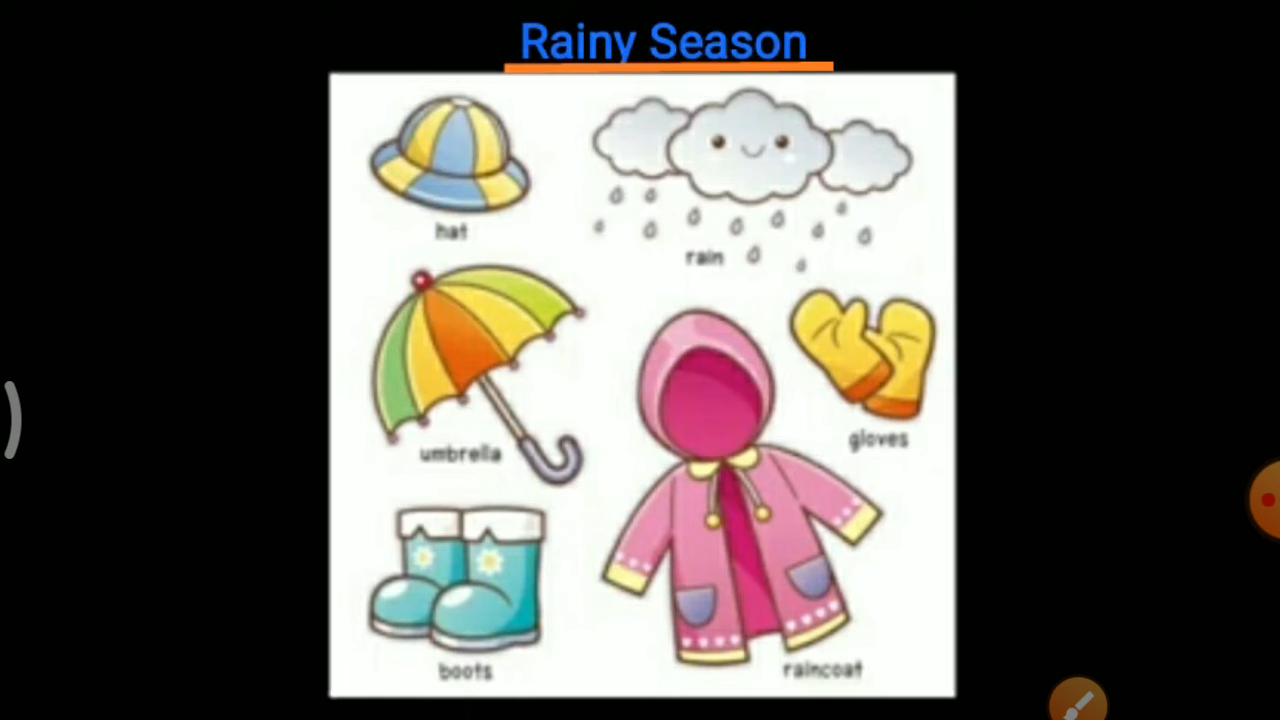 Rainy Season
hat
rain
umbrella
gloves
boots
raincoat